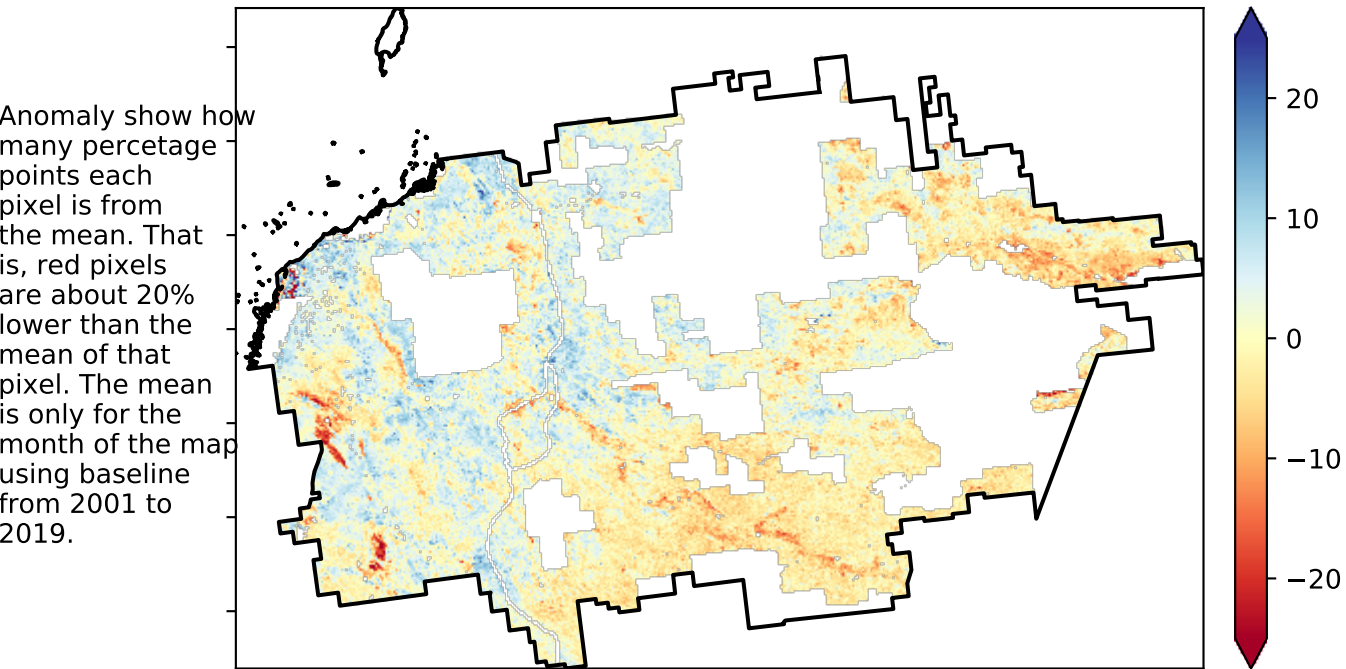 Anomaly show how
many percetage
points each
pixel is from
the mean. That
is, red pixels
are about 20%
lower than the
mean of that
pixel. The mean
is only for the
month of the map
using baseline
from 2001 to
2019.
20
10
0
−10
−20